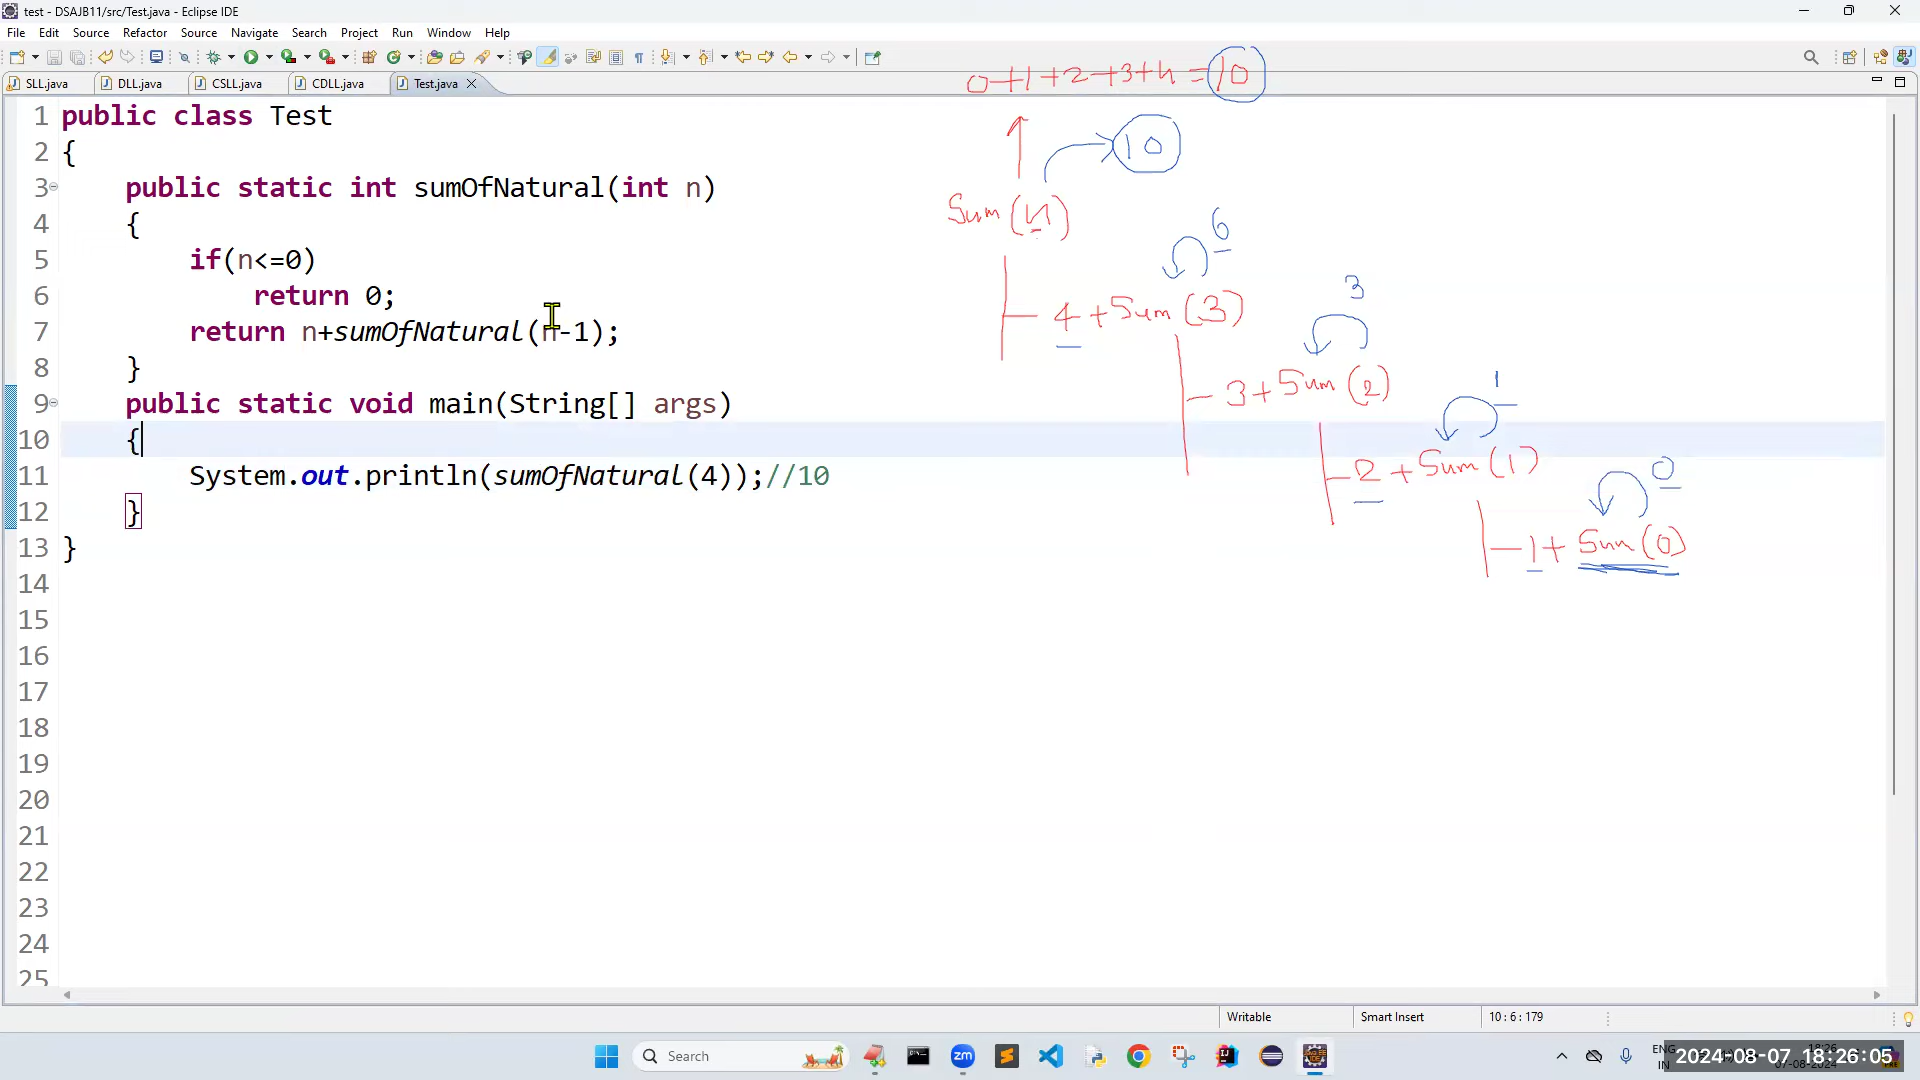 test - DSAJB11/src/Test.java - Eclipse IDE
File Edit Source Refactor Source Navigate Search Project Run Window Help
SLL.java DLL.java CSLL.java CDLL.java Test.java
0+1+2+3+4=10
1 public class Test
2 {
10
3 public static int sumOfNatural(int n)
Sum(4)
4 {
6
5 if(n<=0)
3
6 return 0;
4+Sum(3)
7 return n+sumOfNatural(n-1);
8 }
3+Sum(2)
1
9 public static void main(String[] args)
10 {
2+Sum(1)
0
11 System.out.println(sumOfNatural(4));//10
12 }
13 }
1+Sum(0)
14
15
16
17
18
19
20
21
22
23
24
25
Writable Smart Insert 10 : 6 : 179
Search
ENG
IN
2024-08-07 18:26:05